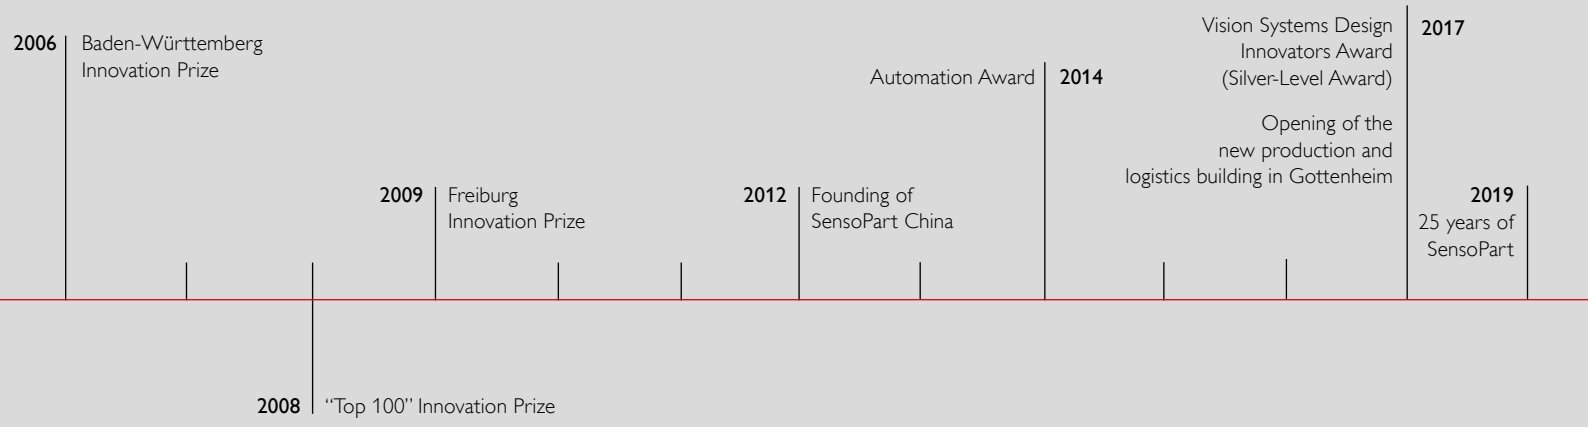 2006
Baden-Württemberg
Innovation Prize
2008
“Top 100” Innovation Prize
2009
Freiburg
Innovation Prize
2012
Founding of
SensoPart China
Automation Award
2014
Vision Systems Design
Innovators Award
(Silver-Level Award)
Opening of the
new production and
logistics building in Gottenheim
2017
2019
25 years of
SensoPart